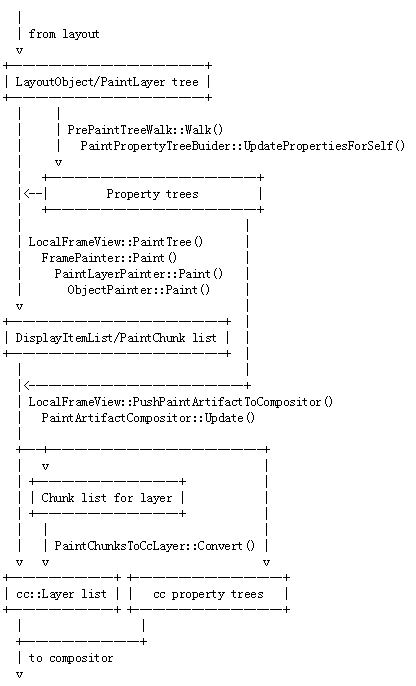 from layout
LayoutObject/PaintLayer tree
PrePaintTreeWalk::Walk()
PaintPropertyTreeBuider::UpdatePropertiesForSelf()
Property trees
LocalFrameView::PaintTree()
FramePainter::Paint()
PaintLayerPainter::Paint()
ObjectPainter::Paint()
DisplayItemList/PaintChunk list
LocalFrameView::PushPaintArtifactToCompositor()
PaintArtifactCompositor::Update()
Chunk list for layer
PaintChunksToCcLayer::Convert()
cc::Layer list
cc property trees
to compositor